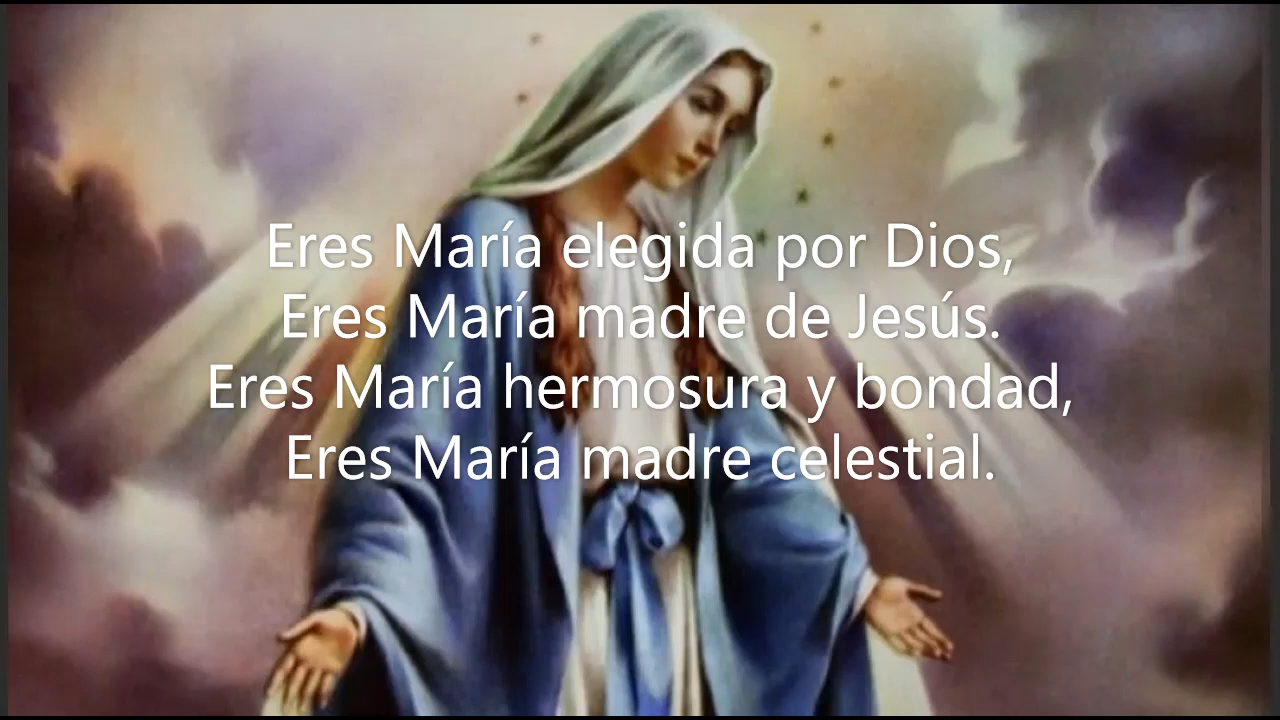 Eres María elegida por Dios,
Eres María madre de Jesús.
Eres María hermosura y bondad,
Eres María madre celestial.